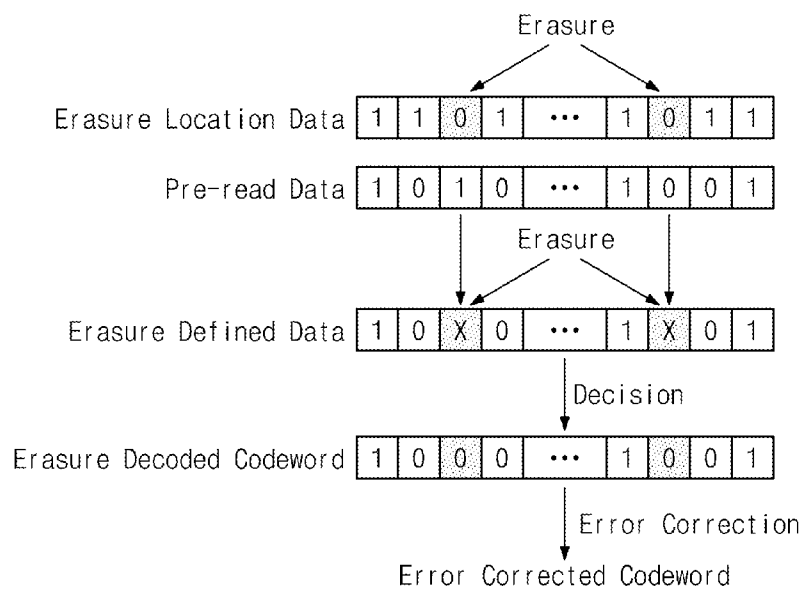 Erasure
Erasure Location Data 1 1 0 1 ••• 1 0 1 1
Pre-read Data 1 0 1 0 ••• 1 0 0 1
Erasure
Erasure Defined Data 1 0 X 0 ••• 1 X 0 1
Decision
Erasure Decoded Codeword 1 0 0 0 ••• 1 0 0 1
Error Correction
Error Corrected Codeword